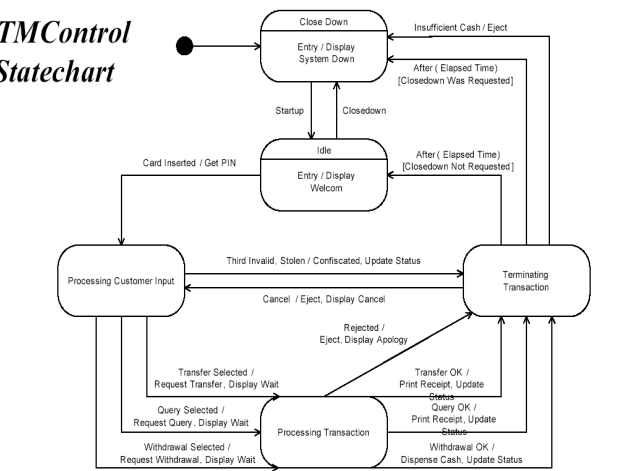 TMControl
Statechart
Close Down
Entry / Display
System Down
Insufficient Cash / Eject
After ( Elapsed Time)
[Closedown Was Requested]
Startup
Closedown
Idle
Entry / Display
Welcom
Card Inserted / Get PIN
After ( Elapsed Time)
[Closedown Not Requested]
Processing Customer Input
Third Invalid, Stolen / Confiscated, Update Status
Cancel / Eject, Display Cancel
Terminating
Transaction
Rejected /
Eject, Display Apology
Transfer Selected /
Request Transfer, Display Wait
Query Selected /
Request Query, Display Wait
Withdrawal Selected /
Request Withdrawal, Display Wait
Processing Transaction
Transfer OK /
Print Receipt, Update
Status
Query OK /
Print Receipt, Update
Status
Withdrawal OK /
Dispense Cash, Update Status